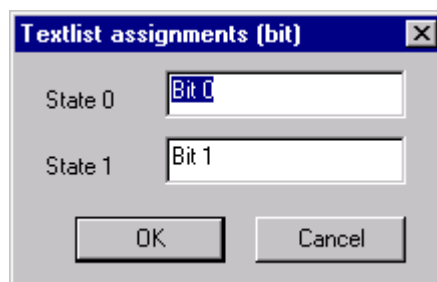 Textlist assignments (bit)
State 0 Bit 0
State 1 Bit 1
OK Cancel